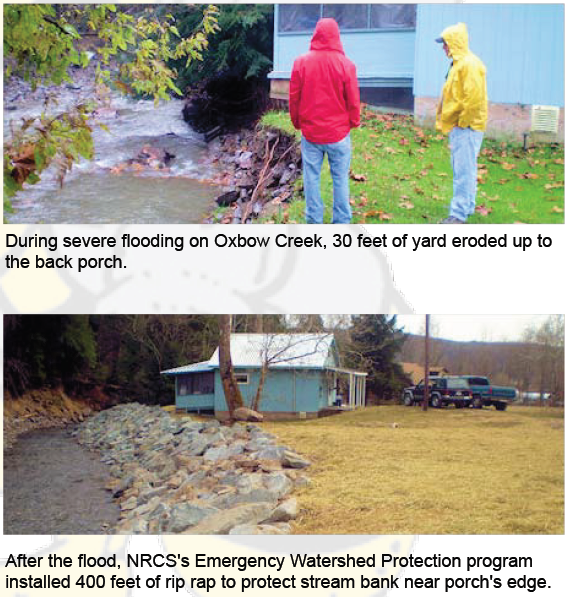 During severe flooding on Oxbow Creek, 30 feet of yard eroded up to
the back porch.
After the flood, NRCS's Emergency Watershed Protection program
installed 400 feet of rip rap to protect stream bank near porch's edge.